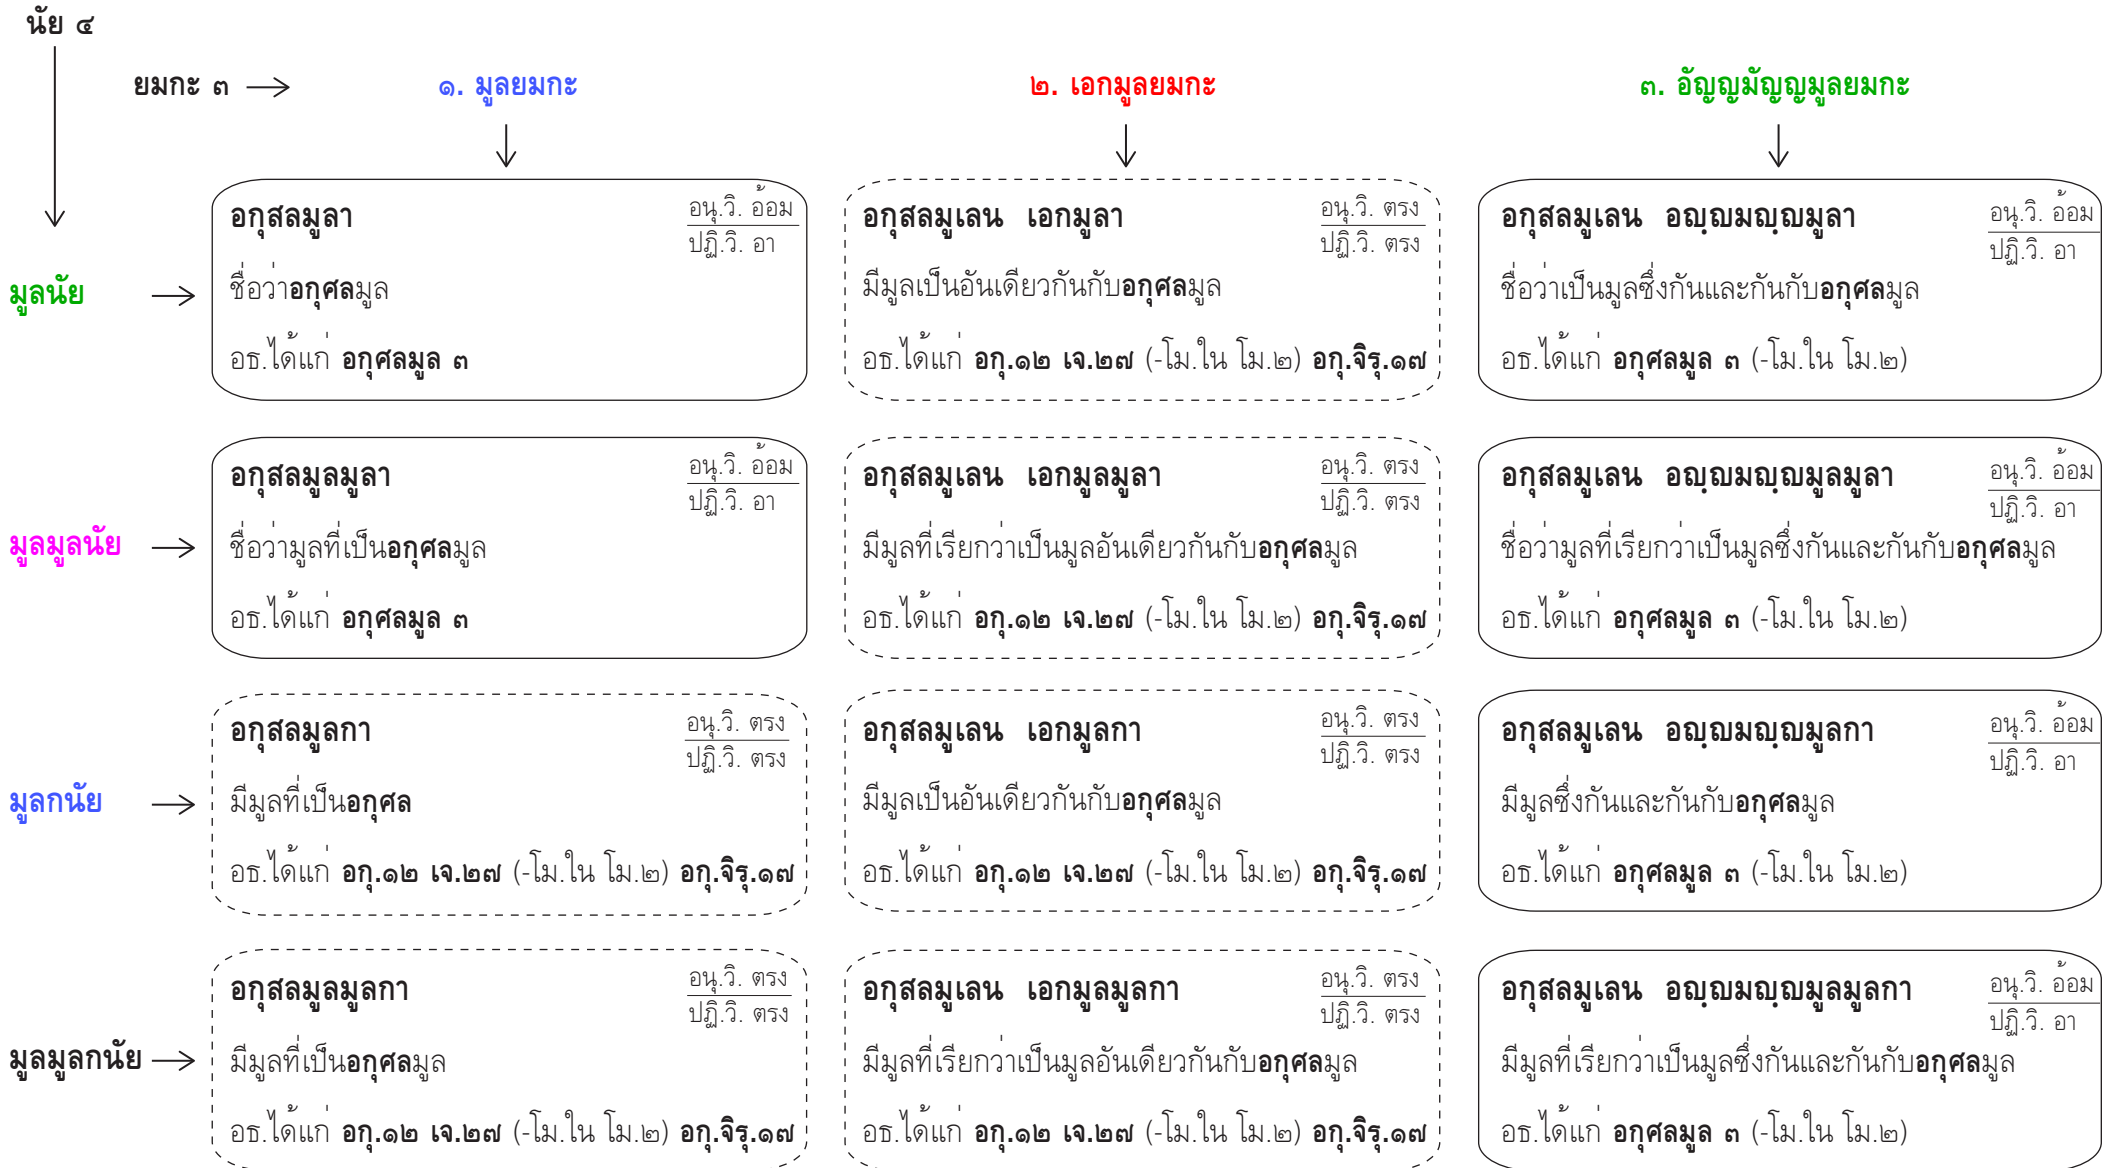 นัย ๔
ยมกะ ๓
๑. มูลยมกะ
๒. เอกมูลยมกะ
๓. อัญญมัญญมูลยมกะ
มูลนัย
อกุสลมูลา
อนุ.วิ. อ้อม
ปฏิ.วิ. อา
ชื่อว่าอกุศลมูล
อธ.ได้แก่ อกุศลมูล ๓
อกุสลมูเลน เอกมูลา
อนุ.วิ. ตรง
ปฏิ.วิ. ตรง
มีมูลเป็นอันเดียวกันกับอกุศลมูล
อธ.ได้แก่ อกุ.๑๒ เจ.๒๗ (-โม.ใน โม.๒) อกุ.จิรุ.๑๗
อกุสลมูเลน อญฺญมญฺญมูลา
อนุ.วิ. อ้อม
ปฏิ.วิ. อา
ชื่อว่าเป็นมูลซึ่งกันและกันกับอกุศลมูล
อธ.ได้แก่ อกุศลมูล ๓ (-โม.ใน โม.๒)
มูลมูลนัย
อกุสลมูลมูลา
อนุ.วิ. อ้อม
ปฏิ.วิ. อา
ชื่อว่ามูลที่เป็นอกุศลมูล
อธ.ได้แก่ อกุศลมูล ๓
อกุสลมูเลน เอกมูลมูลา
อนุ.วิ. ตรง
ปฏิ.วิ. ตรง
มีมูลที่เรียกว่าเป็นมูลอันเดียวกันกับอกุศลมูล
อธ.ได้แก่ อกุ.๑๒ เจ.๒๗ (-โม.ใน โม.๒) อกุ.จิรุ.๑๗
อกุสลมูเลน อญฺญมญฺญมูลมูลา
อนุ.วิ. อ้อม
ปฏิ.วิ. อา
ชื่อว่ามูลที่เรียกว่าเป็นมูลซึ่งกันและกันกับอกุศลมูล
อธ.ได้แก่ อกุศลมูล ๓ (-โม.ใน โม.๒)
มูลกนัย
อกุสลมูลกา
อนุ.วิ. ตรง
ปฏิ.วิ. ตรง
มีมูลที่เป็นอกุศล
อธ.ได้แก่ อกุ.๑๒ เจ.๒๗ (-โม.ใน โม.๒) อกุ.จิรุ.๑๗
อกุสลมูเลน เอกมูลกา
อนุ.วิ. ตรง
ปฏิ.วิ. ตรง
มีมูลเป็นอันเดียวกันกับอกุศลมูล
อธ.ได้แก่ อกุ.๑๒ เจ.๒๗ (-โม.ใน โม.๒) อกุ.จิรุ.๑๗
อกุสลมูเลน อญฺญมญฺญมูลกา
อนุ.วิ. อ้อม
ปฏิ.วิ. อา
มีมูลซึ่งกันและกันกับอกุศลมูล
อธ.ได้แก่ อกุศลมูล ๓ (-โม.ใน โม.๒)
มูลมูลกนัย
อกุสลมูลมูลกา
อนุ.วิ. ตรง
ปฏิ.วิ. ตรง
มีมูลที่เป็นอกุศลมูล
อธ.ได้แก่ อกุ.๑๒ เจ.๒๗ (-โม.ใน โม.๒) อกุ.จิรุ.๑๗
อกุสลมูเลน เอกมูลมูลกา
อนุ.วิ. ตรง
ปฏิ.วิ. ตรง
มีมูลที่เรียกว่าเป็นมูลอันเดียวกันกับอกุศลมูล
อธ.ได้แก่ อกุ.๑๒ เจ.๒๗ (-โม.ใน โม.๒) อกุ.จิรุ.๑๗
อกุสลมูเลน อญฺญมญฺญมูลมูลกา
อนุ.วิ. อ้อม
ปฏิ.วิ. อา
มีมูลที่เรียกว่าเป็นมูลซึ่งกันและกันกับอกุศลมูล
อธ.ได้แก่ อกุศลมูล ๓ (-โม.ใน โม.๒)